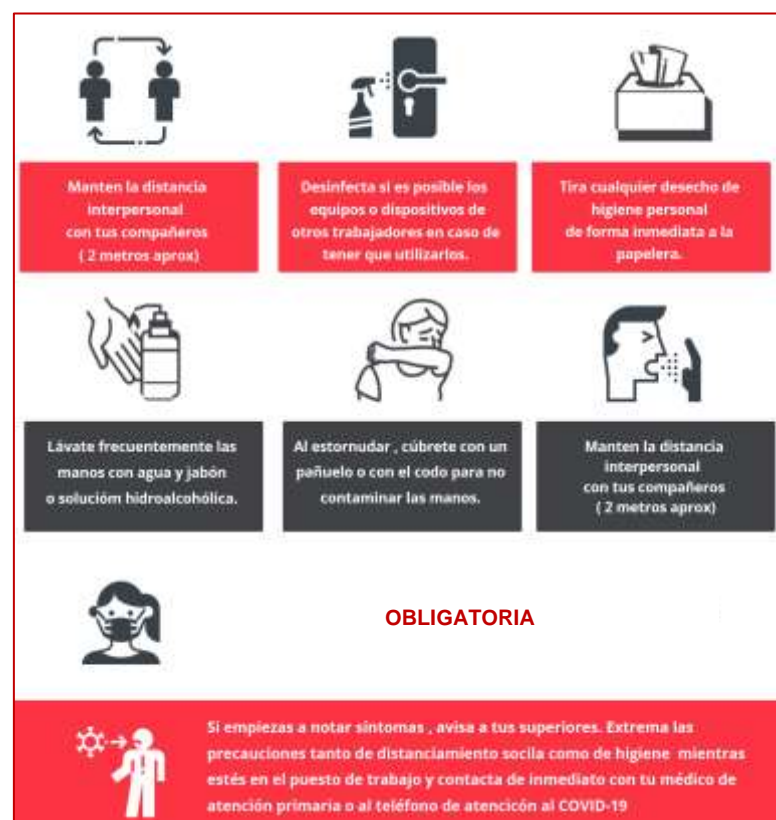 Manten la distancia
interpersonal
con tus compañeros
( 2 metros aprox)
Desinfecta si es posible los
equipos o dispositivos de
otros trabajadores en caso de
tener que utilizarlos.
Tira cualquier desecho de
higiene personal
de forma inmediata a la
papelera.
Lávate frecuentemente las
manos con agua y jabón
o solucióm hidroalcohólica.
Al estornudar , cúbrete con un
pañuelo o con el codo para no
contaminar las manos.
Manten la distancia
interpersonal
con tus compañeros
( 2 metros aprox)
OBLIGATORIA
Si empiezas a notar síntomas , avisa a tus superiores. Extrema las
precauciones tanto de distanciamiento socila como de higiene mientras
estés en el puesto de trabajo y contacta de inmediato con tu médico de
atención primaria o al teléfono de atencicón al COVID-19